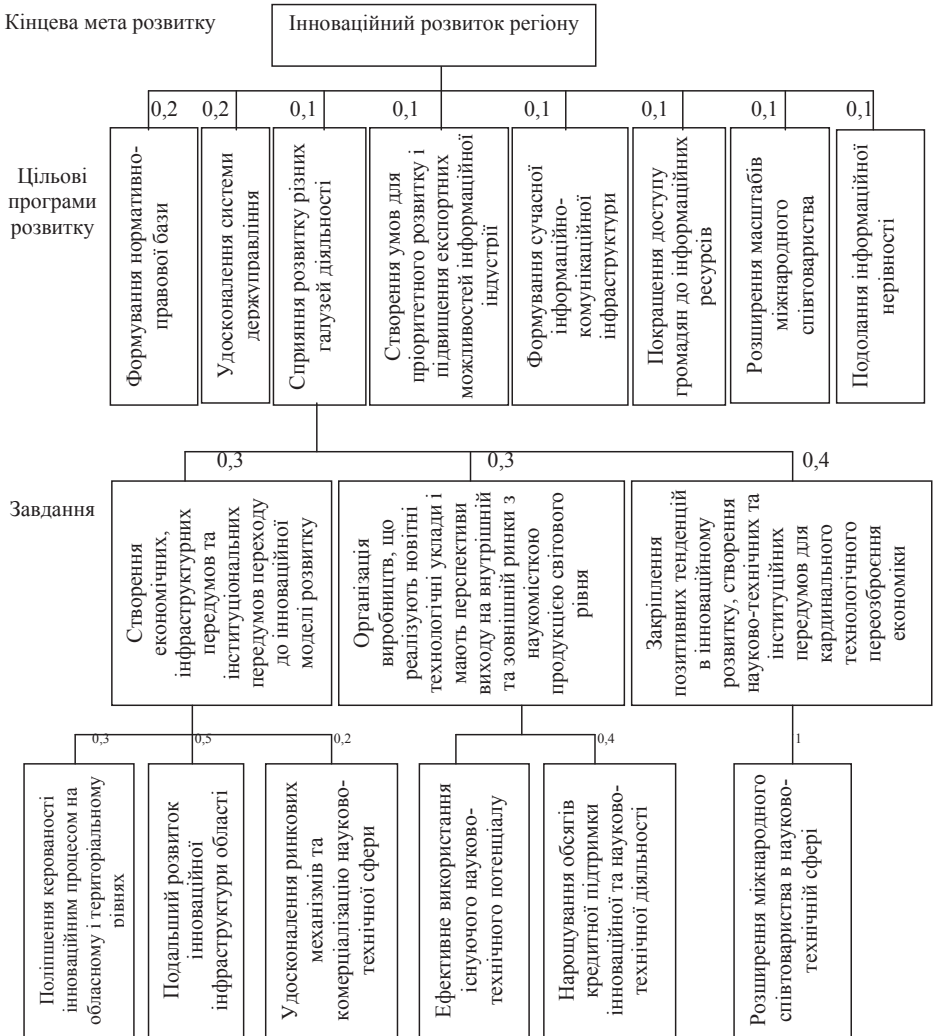 Кінцева мета розвитку
Інноваційний розвиток регіону
0,2
0,2
0,1
0,1
0,1
0,1
0,1
0,1
Цільові
програми
розвитку
Формування нормативно-
правової бази
Удосконалення системи
держуправління
Сприяння розвитку різних
галузей діяльності
Створення умов для
пріоритетного розвитку і
підвищення експортних
можливостей інформаційної
індустрії
Формування сучасної
інформаційно-
комунікаційної
інфраструктури
Покращення доступу
громадян до інформаційних
ресурсів
Розширення масштабів
міжнародного
співтовариства
Подолання інформаційної
нерівності
0,3
0,3
0,4
Завдання
Створення
економічних,
інфраструктурних
передумов та
інституціональних
передумов переходу
до інноваційної
моделі розвитку
Організація
виробництв, що
реалізують новітні
технологічні уклади і
мають перспективи
виходу на внутрішній
та зовнішній ринки з
наукомісткою
продукцією світового
рівня
Закріплення
позитивних тенденцій
в інноваційному
розвитку, створення
науково-технічних та
інституційних
передумов для
кардинального
технологічного
переозброєння
економіки
0,3
0,5
0,2
0,4
1
Поліпшення керованості
інноваційним процесом на
обласному і територіальному
рівнях
Подальший розвиток
інноваційної
інфраструктури області
Удосконалення ринкових
механізмів та
комерціалізацію науково-
технічної сфери
Ефективне використання
існуючого науково-
технічного потенціалу
Нарощування обсягів
кредитної підтримки
інноваційної та науково-
технічної діяльності
Розширення міжнародного
співтовариства в науково-
технічній сфері